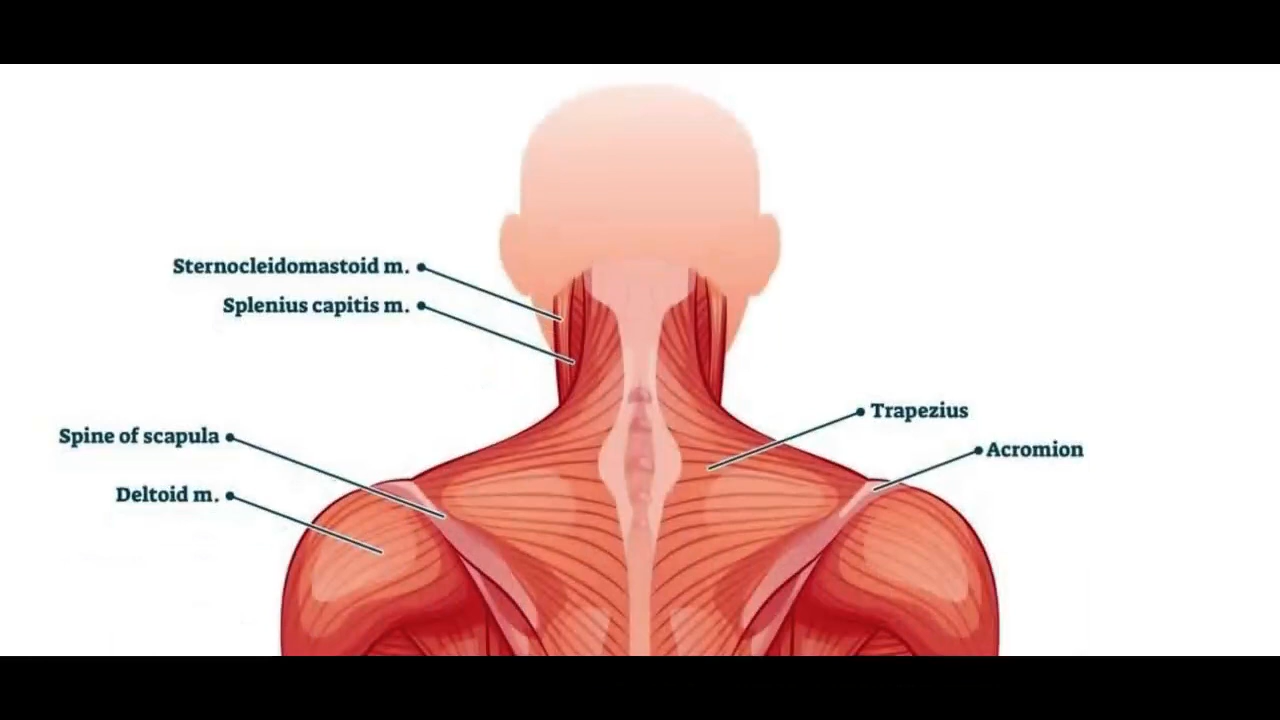 Sternocleidomastoid m.
Splenius capitis m.
Trapezius
Spine of scapula
Acromion
Deltoid m.